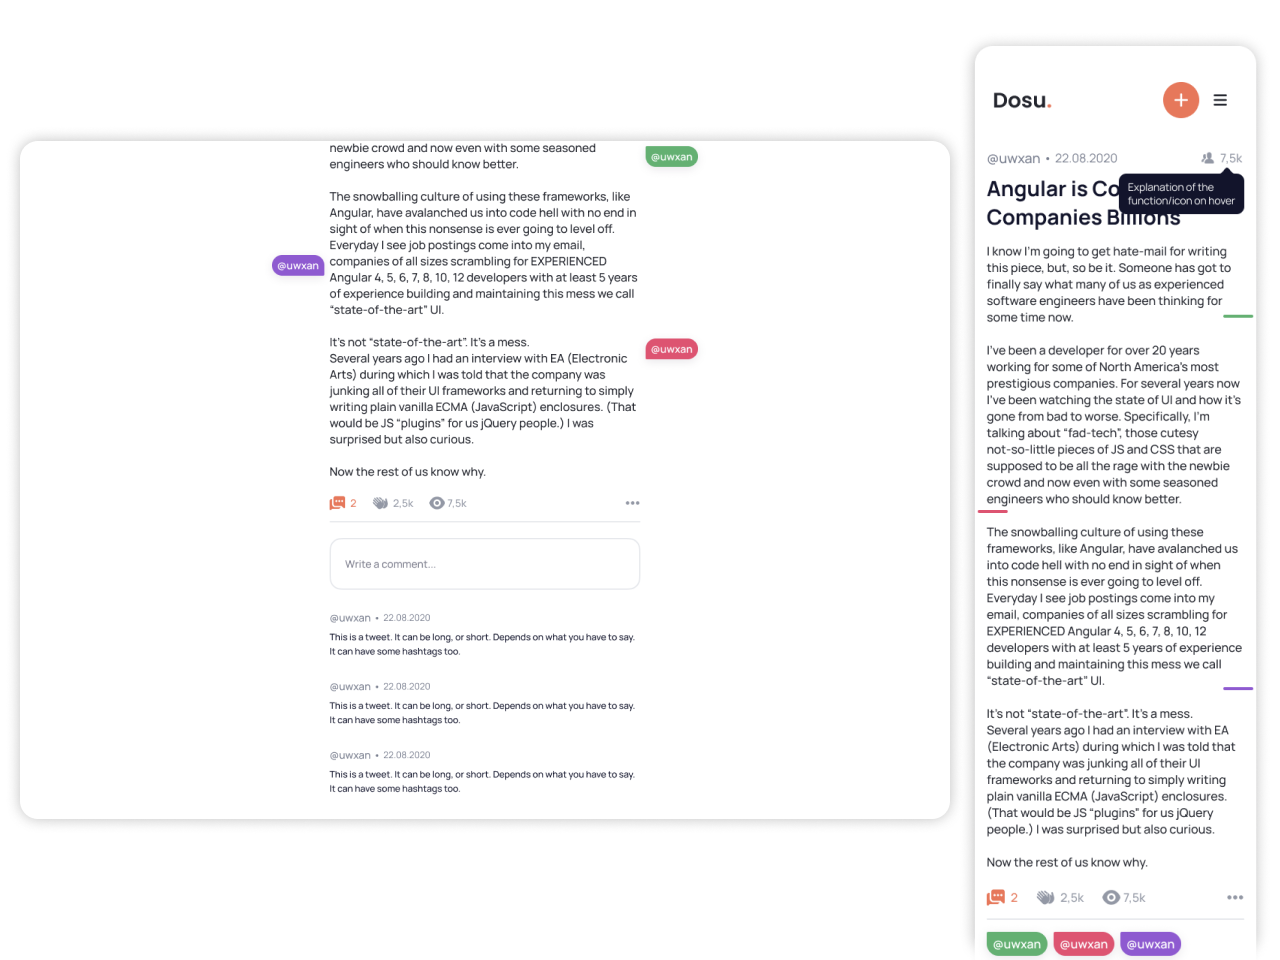 newbie crowd and now even with some seasoned
engineers who should know better.
@uwxan
The snowballing culture of using these frameworks, like
Angular, have avalanched us into code hell with no end in
sight of when this nonsense is ever going to level off.
Everyday I see job postings come into my email,
companies of all sizes scrambling for EXPERIENCED
@uwxan
Angular 4, 5, 6, 7, 8, 10, 12 developers with at least 5 years
of experience building and maintaining this mess we call
“state-of-the-art” UI.
It's not “state-of-the-art”. It's a mess.
@uwxan
Several years ago I had an interview with EA (Electronic
Arts) during which I was told that the company was
junking all of their UI frameworks and returning to simply
writing plain vanilla ECMA (JavaScript) enclosures. (That
would be JS “plugins” for us jQuery people.) I was
surprised but also curious.
Now the rest of us know why.
2 2,5k 7,5k
Write a comment...
@uwxan • 22.08.2020
This is a tweet. It can be long, or short. Depends on what you have to say.
It can have some hashtags too.
@uwxan • 22.08.2020
This is a tweet. It can be long, or short. Depends on what you have to say.
It can have some hashtags too.
@uwxan • 22.08.2020
This is a tweet. It can be long, or short. Depends on what you have to say.
It can have some hashtags too.
Dosu.
@uwxan • 22.08.2020 7,5k
Explanation of the
function/icon on hover
Angular is Co
Companies Billions
I know I'm going to get hate-mail for writing
this piece, but, so be it. Someone has got to
finally say what many of us as experienced
software engineers have been thinking for
some time now.
I've been a developer for over 20 years
working for some of North America's most
prestigious companies. For several years now
I've been watching the state of UI and how it's
gone from bad to worse. Specifically, I'm
talking about “fad-tech”, those cutesy
not-so-little pieces of JS and CSS that are
supposed to be all the rage with the newbie
crowd and now even with some seasoned
engineers who should know better.
The snowballing culture of using these
frameworks, like Angular, have avalanched us
into code hell with no end in sight of when
this nonsense is ever going to level off.
Everyday I see job postings come into my
email, companies of all sizes scrambling for
EXPERIENCED Angular 4, 5, 6, 7, 8, 10, 12
developers with at least 5 years of experience
building and maintaining this mess we call
“state-of-the-art” UI.
It's not “state-of-the-art”. It's a mess.
Several years ago I had an interview with EA
(Electronic Arts) during which I was told that
the company was junking all of their UI
frameworks and returning to simply writing
plain vanilla ECMA (JavaScript) enclosures.
(That would be JS “plugins” for us jQuery
people.) I was surprised but also curious.
Now the rest of us know why.
2 2,5k 7,5k
@uwxan @uwxan @uwxan